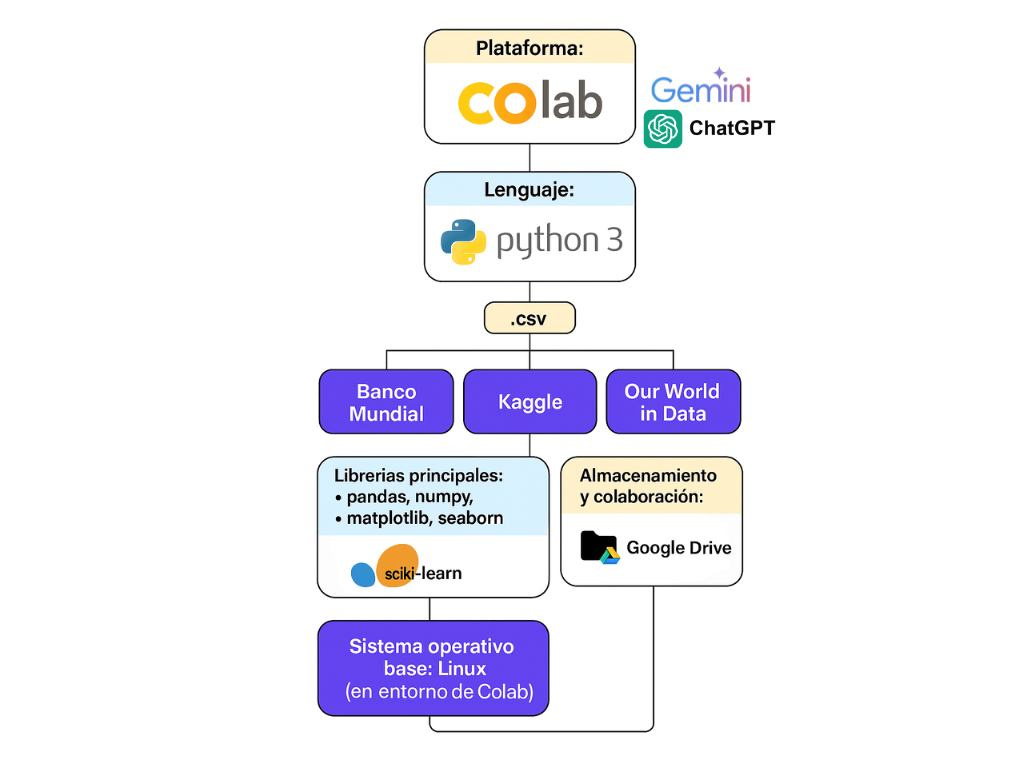 Plataforma:
colab
Gemini
ChatGPT
Lenguaje:
python 3
.csv
Banco
Mundial
Kaggle
Our World
in Data
Librerias principales:
• pandas, numpy,
• matplotlib, seaborn
sciki-learn
Almacenamiento
y colaboración:
Google Drive
Sistema operativo
base: Linux
(en entorno de Colab)